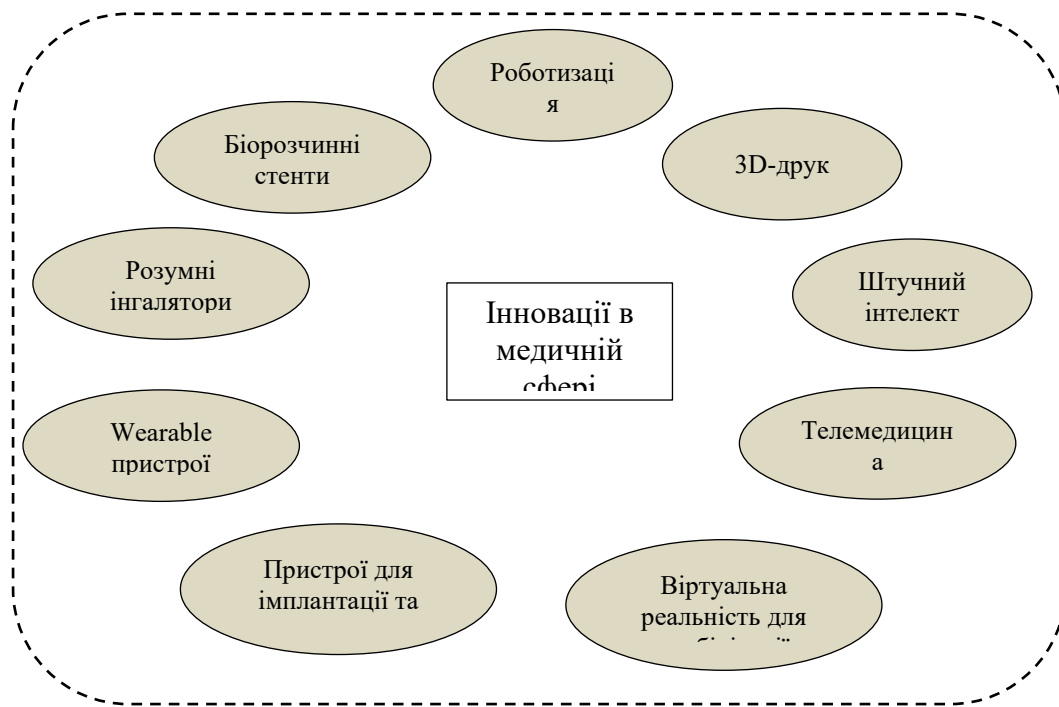 Роботизаці
я
Біорозчинні
стенти
3D-друк
Розумні
інгалятори
Штучний
інтелект
Інновації в
медичній
сфері
Wearable
пристрої
Телемедицин
а
Пристрої для
імплантації та
Віртуальна
реальність для